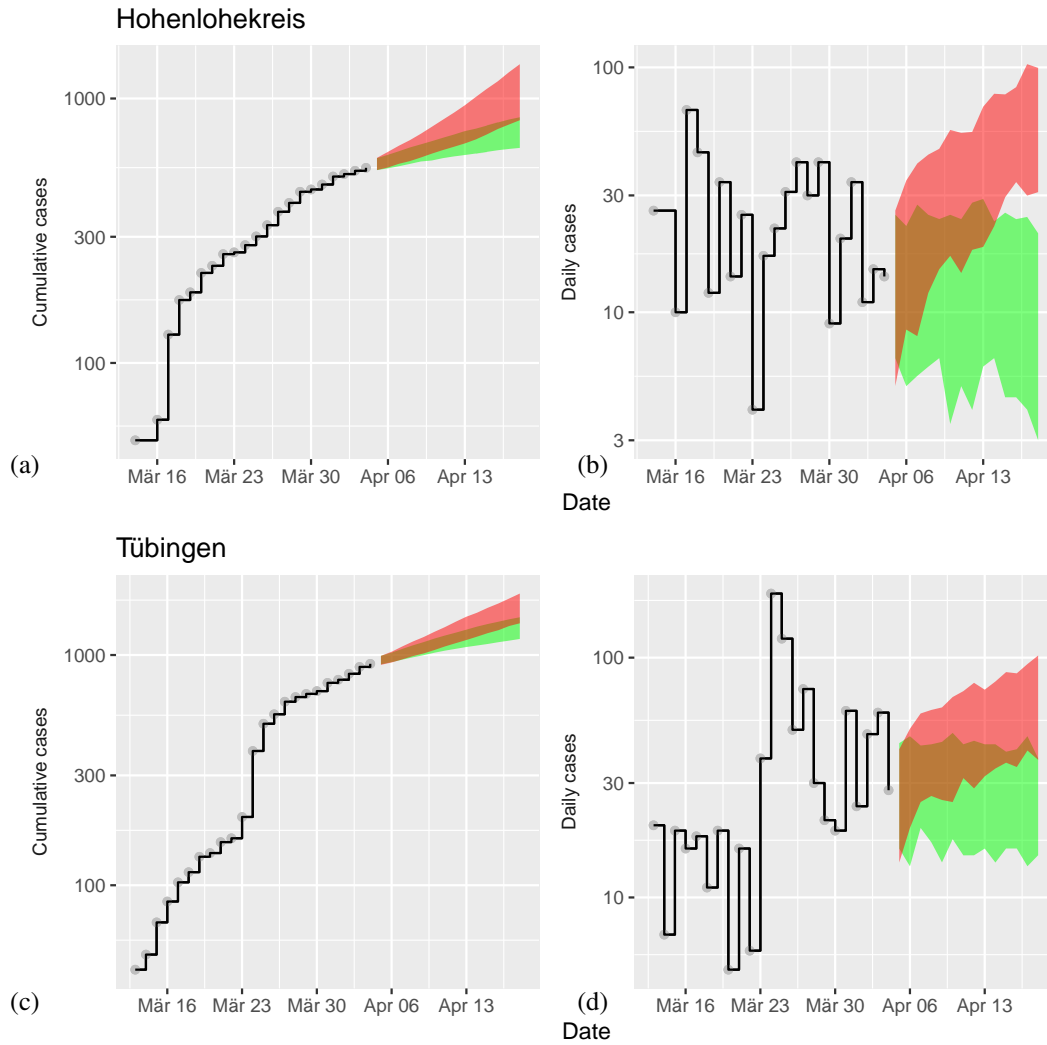 Hohenlohekreis
Cumulative cases
1000
300
100
Mär 16 Mär 23 Mär 30 Apr 06 Apr 13
(a)
Daily cases
100
30
10
3
Mär 16 Mär 23 Mär 30 Apr 06 Apr 13
(b)
Date
Tübingen
Cumulative cases
1000
300
100
Mär 16 Mär 23 Mär 30 Apr 06 Apr 13
(c)
Daily cases
100
30
10
Mär 16 Mär 23 Mär 30 Apr 06 Apr 13
(d)
Date